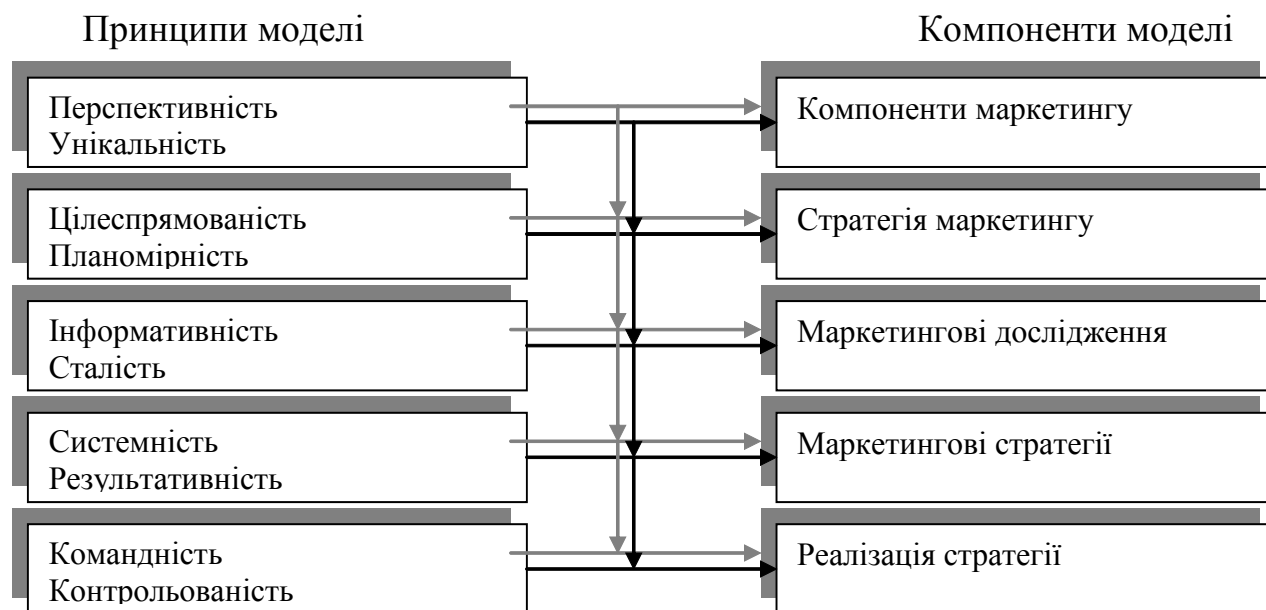 Принципи моделі
Компоненти моделі
Перспективність
Унікальність
Компоненти маркетингу
Цілеспрямованість
Планомірність
Стратегія маркетингу
Інформативність
Сталість
Маркетингові дослідження
Системність
Результативність
Маркетингові стратегії
Командність
Контрольованість
Реалізація стратегії